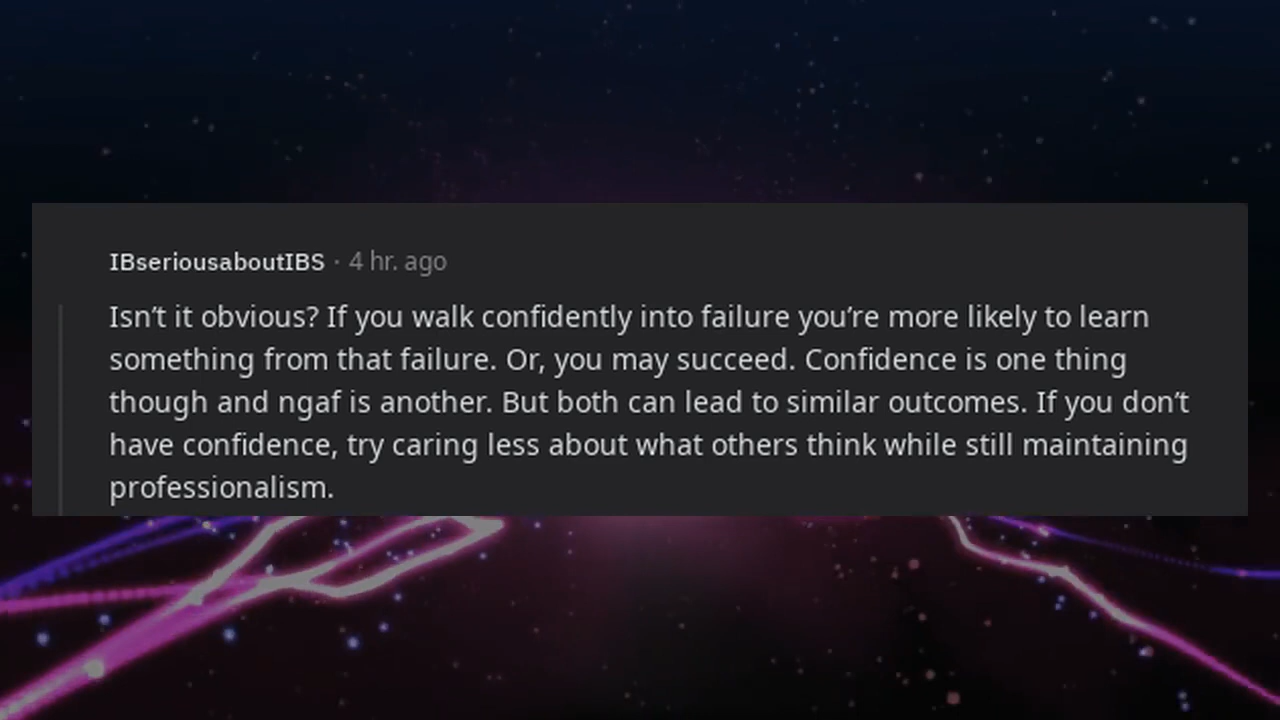 IBseriousaboutIBS · 4 hr. ago
Isn’t it obvious? If you walk confidently into failure you’re more likely to learn
something from that failure. Or, you may succeed. Confidence is one thing
though and ngaf is another. But both can lead to similar outcomes. If you don’t
have confidence, try caring less about what others think while still maintaining
professionalism.